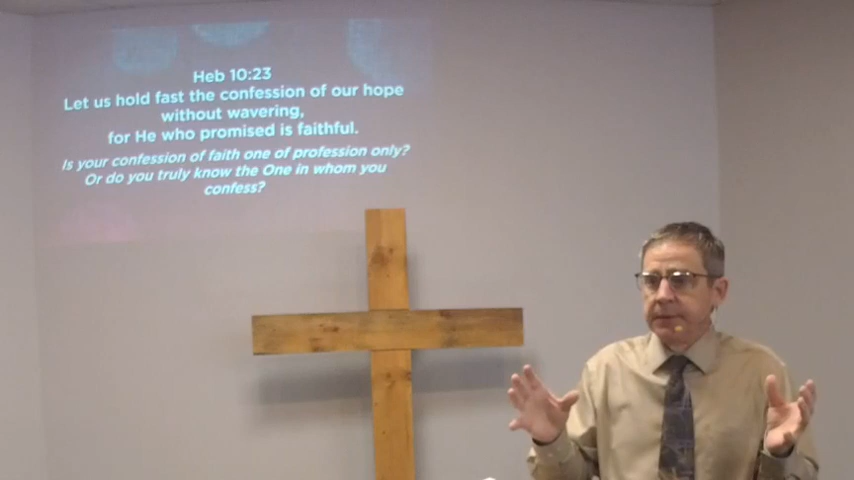 Heb 10:23
Let us hold fast the confession of our hope
without wavering,
for He who promised is faithful.
Is your confession of faith one of profession only?
Or do you truly know the One in whom you
confess?